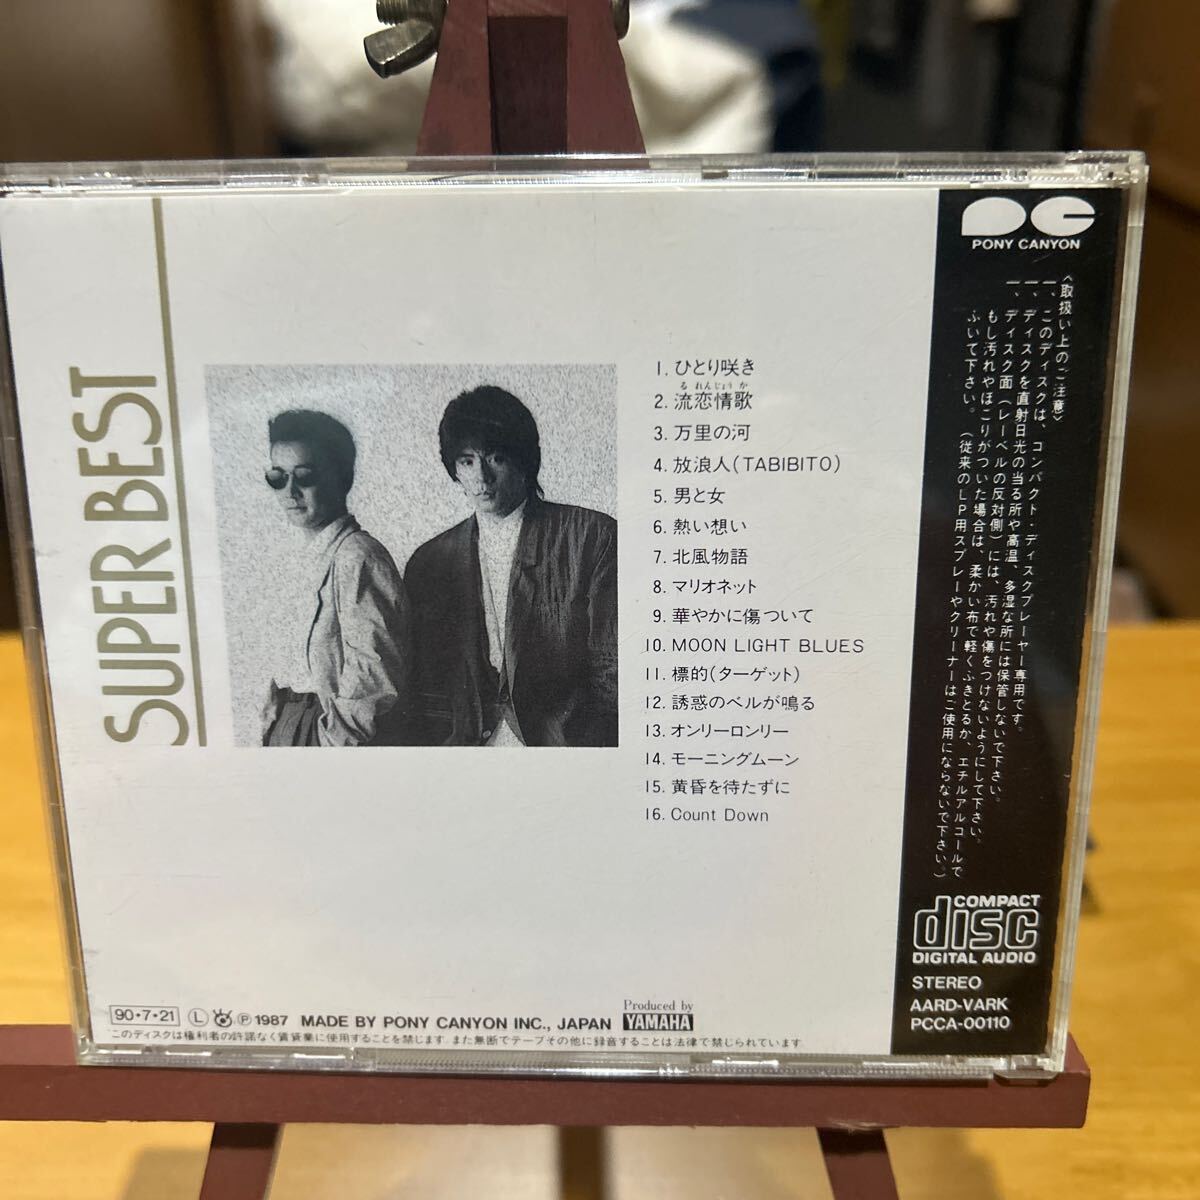 SUPER BEST
1. ひとり咲き
るれんじょうか
2. 流恋情歌
3. 万里の河
4. 放浪人(TABIBITO)
5. 男と女
6. 熱い想い
7. 北風物語
8. マリオネット
9. 華やかに傷ついて
10. MOON LIGHT BLUES
11. 標的(ターゲット)
12. 誘惑のベルが鳴る
13. オンリーロンリー
14. モーニングムーン
15. 黄昏を待たずに
16. Count Down
90・7・21 Ⓛ Ⓟ 1987 MADE BY PONY CANYON INC., JAPAN
Produced by
YAMAHA
このディスクは権利者の許諾なく賃貸業に使用することを禁じます。また無断でテープその他に録音することは法律で禁じられています。
PONY CANYON
〈取扱い上のご注意〉
一、このディスクは、コンパクト・ディスクプレーヤー専用です。
一、ディスクを直射日光の当る所や高温、多湿な所には保管しないで下さい。
一、ディスク面(レーベルの反対側)には、汚れや傷をつけないようにして下さい。
もし汚れやほこりがついた場合は、柔かい布で軽くふきとるか、エチルアルコールで
ふいて下さい。(従来のLP用スプレーやクリーナーはご使用にならないで下さい。)
COMPACT
disc
DIGITAL AUDIO
STEREO
AARD-VARK
PCCA-00110